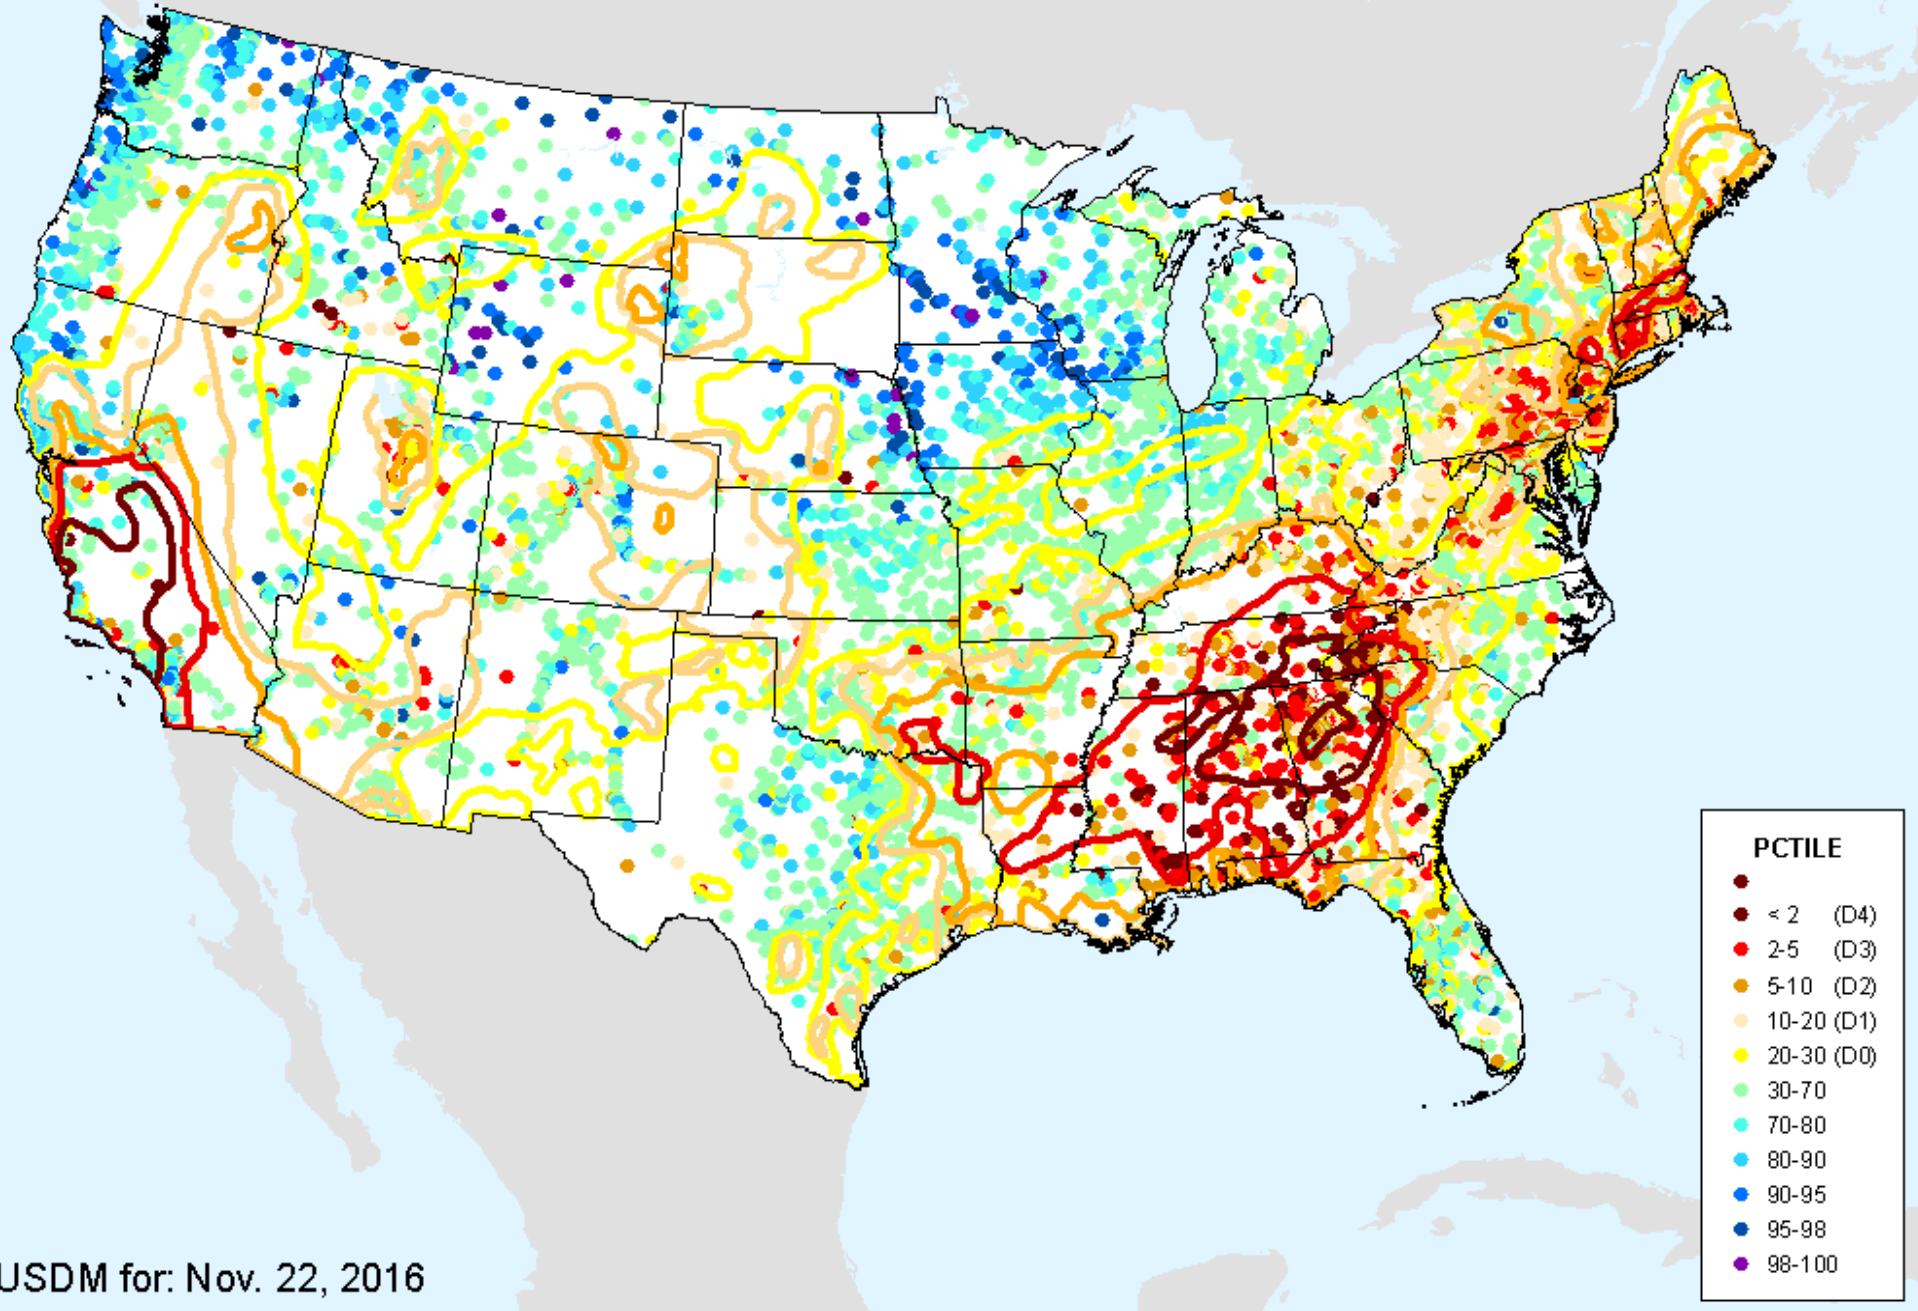 PCTILE
< 2 (D4)
2-5 (D3)
5-10 (D2)
10-20 (D1)
20-30 (D0)
30-70
70-80
80-90
90-95
95-98
98-100
USDM for: Nov. 22, 2016